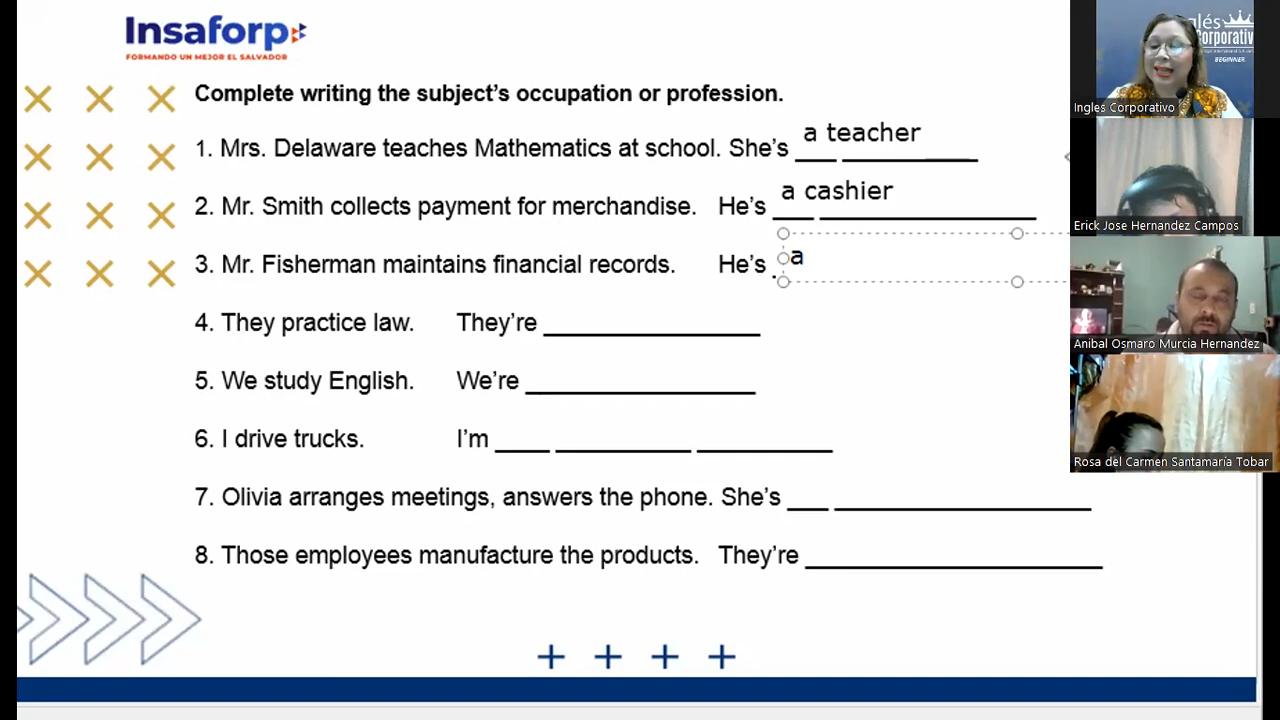 Insaforp
FORMANDO UN MEJOR EL SALVADOR
Complete writing the subject's occupation or profession.
1. Mrs. Delaware teaches Mathematics at school. She's a teacher
2. Mr. Smith collects payment for merchandise. He's a cashier
3. Mr. Fisherman maintains financial records. He's a
4. They practice law. They're
5. We study English. We're
6. I drive trucks. I'm
7. Olivia arranges meetings, answers the phone. She's
8. Those employees manufacture the products. They're
BEGINNER
Ingles Corporativo
Erick Jose Hernandez Campos
Anibal Osmaro Murcia Hernandez
Rosa del Carmen Santamaría Tobar